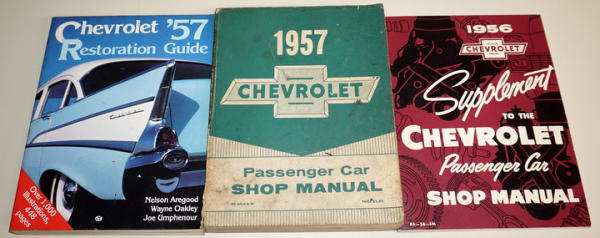 Chevrolet '57
Restoration Guide
Over 1,000
illustrations,
448
pages
Nelson Aregood
Wayne Oakley
Joe Umphenour
1957
CHEVROLET
Passenger Car
SHOP MANUAL
1956
CHEVROLET
Supplement
TO THE
CHEVROLET
Passenger Car
SHOP MANUAL